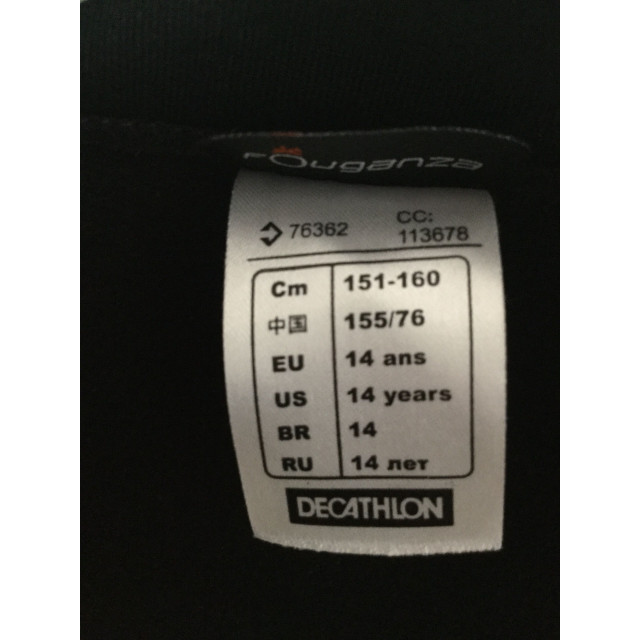 fouganza
76362 CC:
113678
Cm 151-160
中国 155/76
EU 14 ans
US 14 years
BR 14
RU 14 лет
DECATHLON